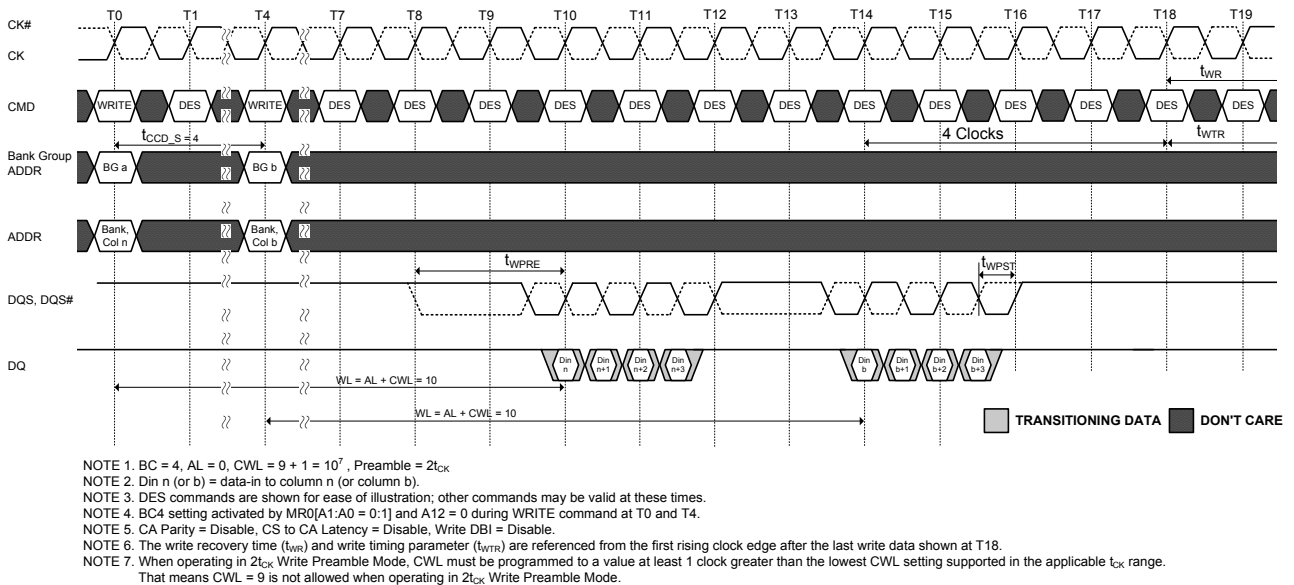 T0 T1 T4 T7 T8 T9 T10 T11 T12 T13 T14 T15 T16 T17 T18 T19
CK#
CK
tWR
CMD
WRITE DES WRITE DES DES DES DES DES DES DES DES DES DES DES DES DES
tCCD_S = 4
4 Clocks
tWTR
Bank Group
ADDR
BG a BG b
ADDR
Bank,
Col n
Bank,
Col b
tWPRE
tWPST
DQS, DQS#
DQ
Din
n
Din
n+1
Din
n+2
Din
n+3
Din
b
Din
b+1
Din
b+2
Din
b+3
WL = AL + CWL = 10
WL = AL + CWL = 10
TRANSITIONING DATA DON'T CARE
NOTE 1. BC = 4, AL = 0, CWL = 9 + 1 = 10⁷ , Preamble = 2tCK
NOTE 2. Din n (or b) = data-in to column n (or column b).
NOTE 3. DES commands are shown for ease of illustration; other commands may be valid at these times.
NOTE 4. BC4 setting activated by MR0[A1:A0 = 0:1] and A12 = 0 during WRITE command at T0 and T4.
NOTE 5. CA Parity = Disable, CS to CA Latency = Disable, Write DBI = Disable.
NOTE 6. The write recovery time (tWR) and write timing parameter (tWTR) are referenced from the first rising clock edge after the last write data shown at T18.
NOTE 7. When operating in 2tCK Write Preamble Mode, CWL must be programmed to a value at least 1 clock greater than the lowest CWL setting supported in the applicable tCK range.
That means CWL = 9 is not allowed when operating in 2tCK Write Preamble Mode.